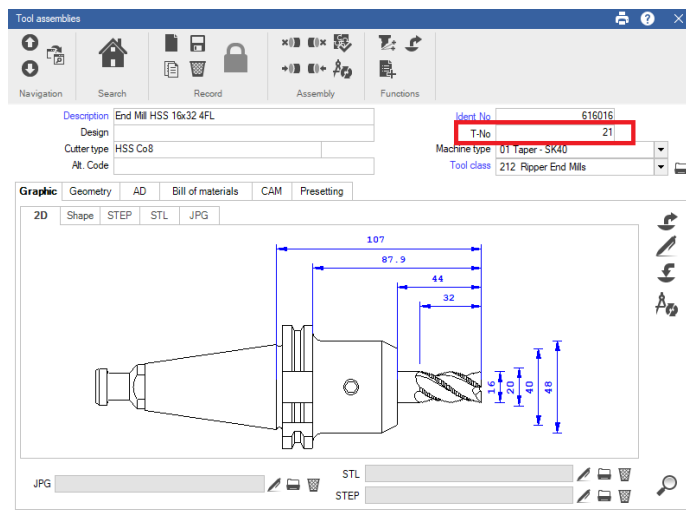 Tool assemblies
Navigation Search Record Assembly Functions
Description End Mill HSS 16x32 4FL Ident No 616016
Design T-No 21
Cutter type HSS Co8 Machine type 01 Taper - SK40
Alt. Code Tool class 212 Ripper End Mills
Graphic Geometry AD Bill of materials CAM Presetting
2D Shape STEP STL JPG
107
87.9
44
32
16 20 40 48
JPG STL
STEP